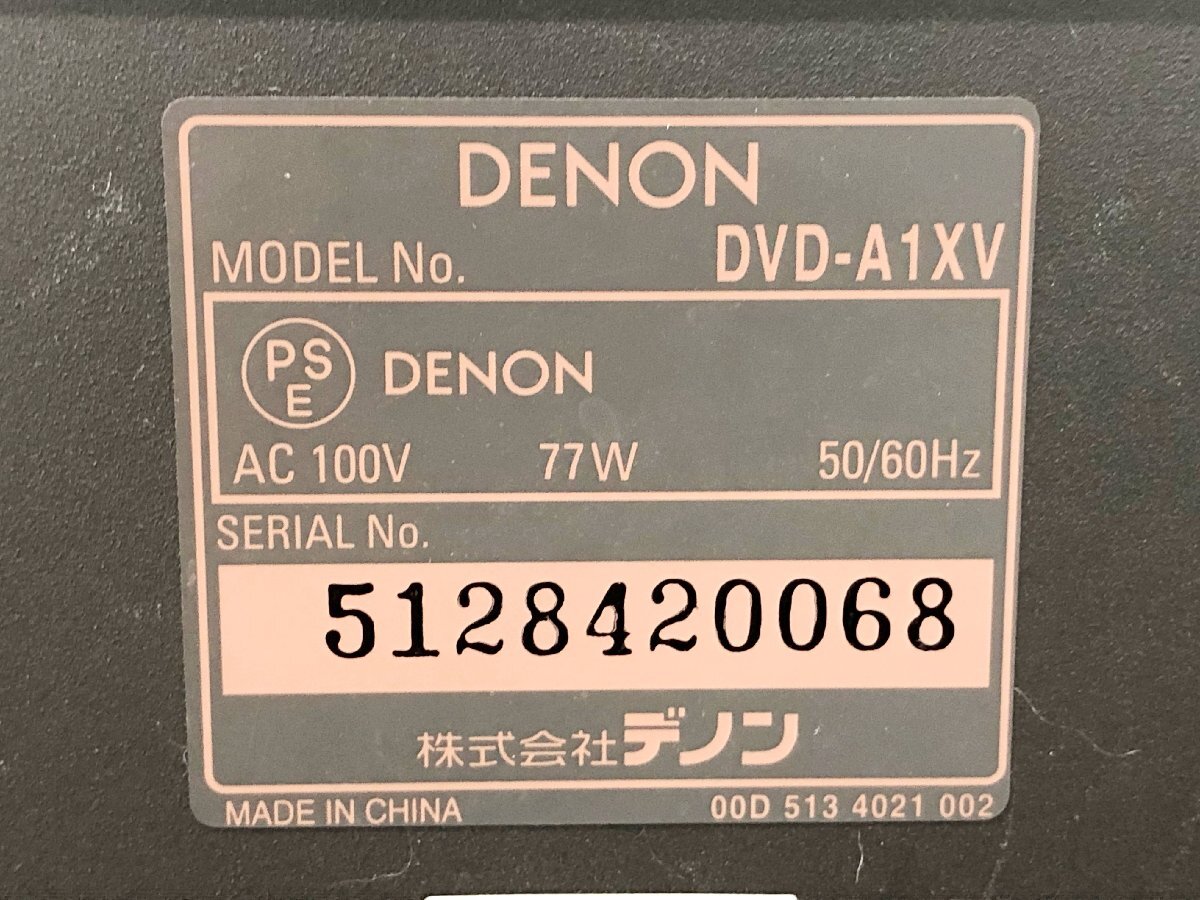 DENON
MODEL No. DVD-A1XV
PSE DENON
AC 100V 77W 50/60Hz
SERIAL No.
5128420068
株式会社デノン
MADE IN CHINA 00D 513 4021 002